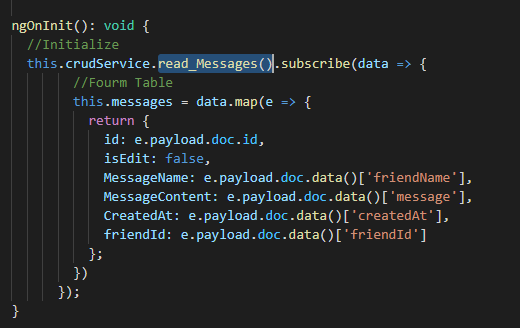 ngOnInit(): void {
//Initialize
this.crudService.read_Messages().subscribe(data => {
//Fourm Table
this.messages = data.map(e => {
return {
id: e.payload.doc.id,
isEdit: false,
MessageName: e.payload.doc.data()['friendName'],
MessageContent: e.payload.doc.data()['message'],
CreatedAt: e.payload.doc.data()['createdAt'],
friendId: e.payload.doc.data()['friendId']
};
})
});
}